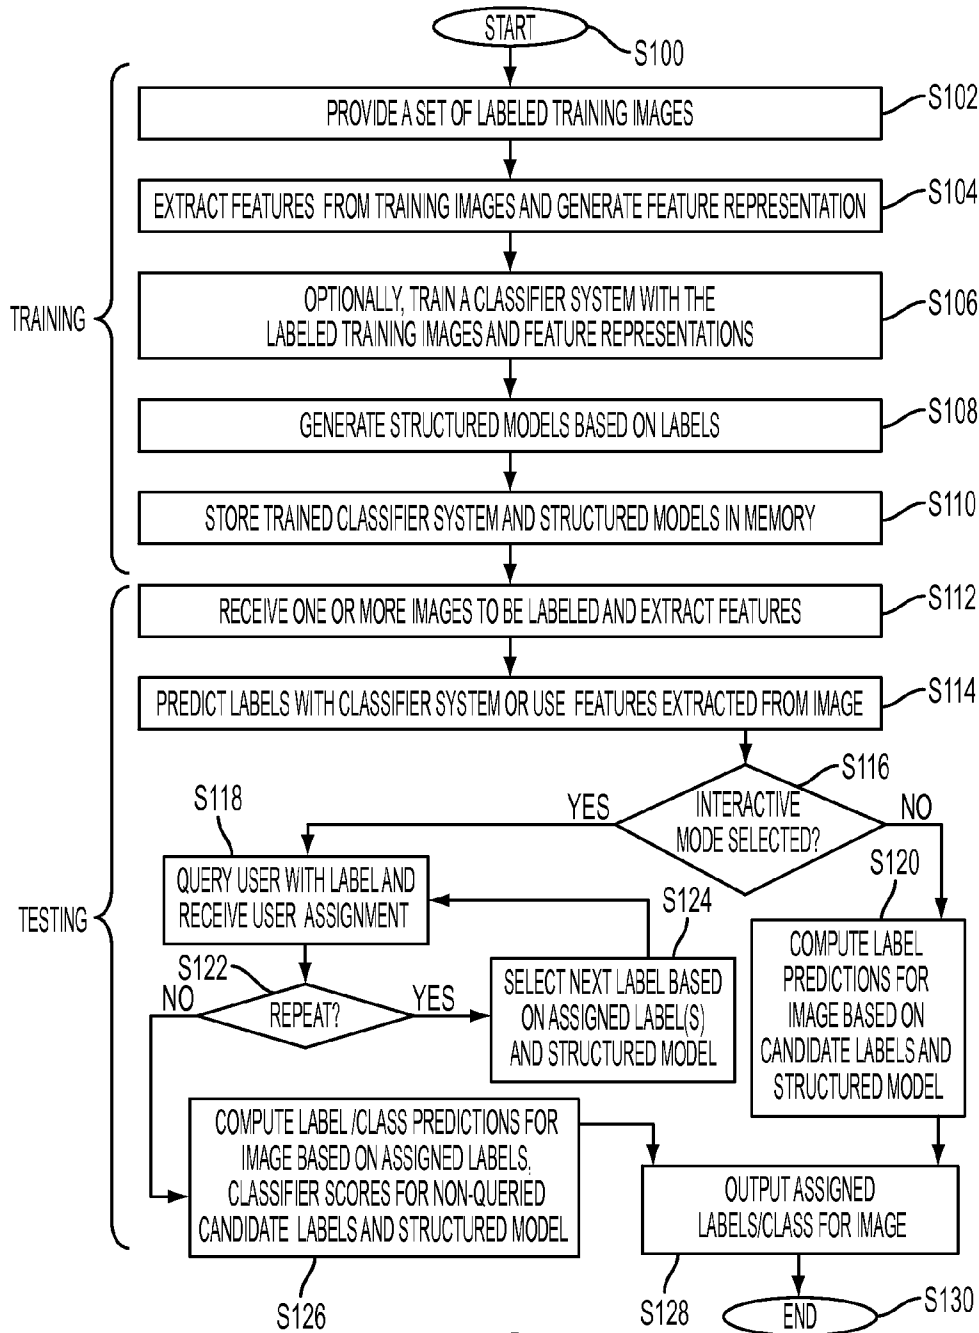 START
S100
PROVIDE A SET OF LABELED TRAINING IMAGES
S102
EXTRACT FEATURES FROM TRAINING IMAGES AND GENERATE FEATURE REPRESENTATION
S104
OPTIONALLY, TRAIN A CLASSIFIER SYSTEM WITH THE
LABELED TRAINING IMAGES AND FEATURE REPRESENTATIONS
S106
TRAINING
GENERATE STRUCTURED MODELS BASED ON LABELS
S108
STORE TRAINED CLASSIFIER SYSTEM AND STRUCTURED MODELS IN MEMORY
S110
RECEIVE ONE OR MORE IMAGES TO BE LABELED AND EXTRACT FEATURES
S112
PREDICT LABELS WITH CLASSIFIER SYSTEM OR USE FEATURES EXTRACTED FROM IMAGE
S114
INTERACTIVE
MODE SELECTED?
S116
YES
NO
S118
QUERY USER WITH LABEL AND
RECEIVE USER ASSIGNMENT
TESTING
S122
REPEAT?
NO
YES
S124
SELECT NEXT LABEL BASED
ON ASSIGNED LABEL(S)
AND STRUCTURED MODEL
S120
COMPUTE LABEL
PREDICTIONS FOR
IMAGE BASED ON
CANDIDATE LABELS AND
STRUCTURED MODEL
COMPUTE LABEL /CLASS PREDICTIONS FOR
IMAGE BASED ON ASSIGNED LABELS,
CLASSIFIER SCORES FOR NON-QUERIED
CANDIDATE LABELS AND STRUCTURED MODEL
S126
OUTPUT ASSIGNED
LABELS/CLASS FOR IMAGE
S128
END
S130